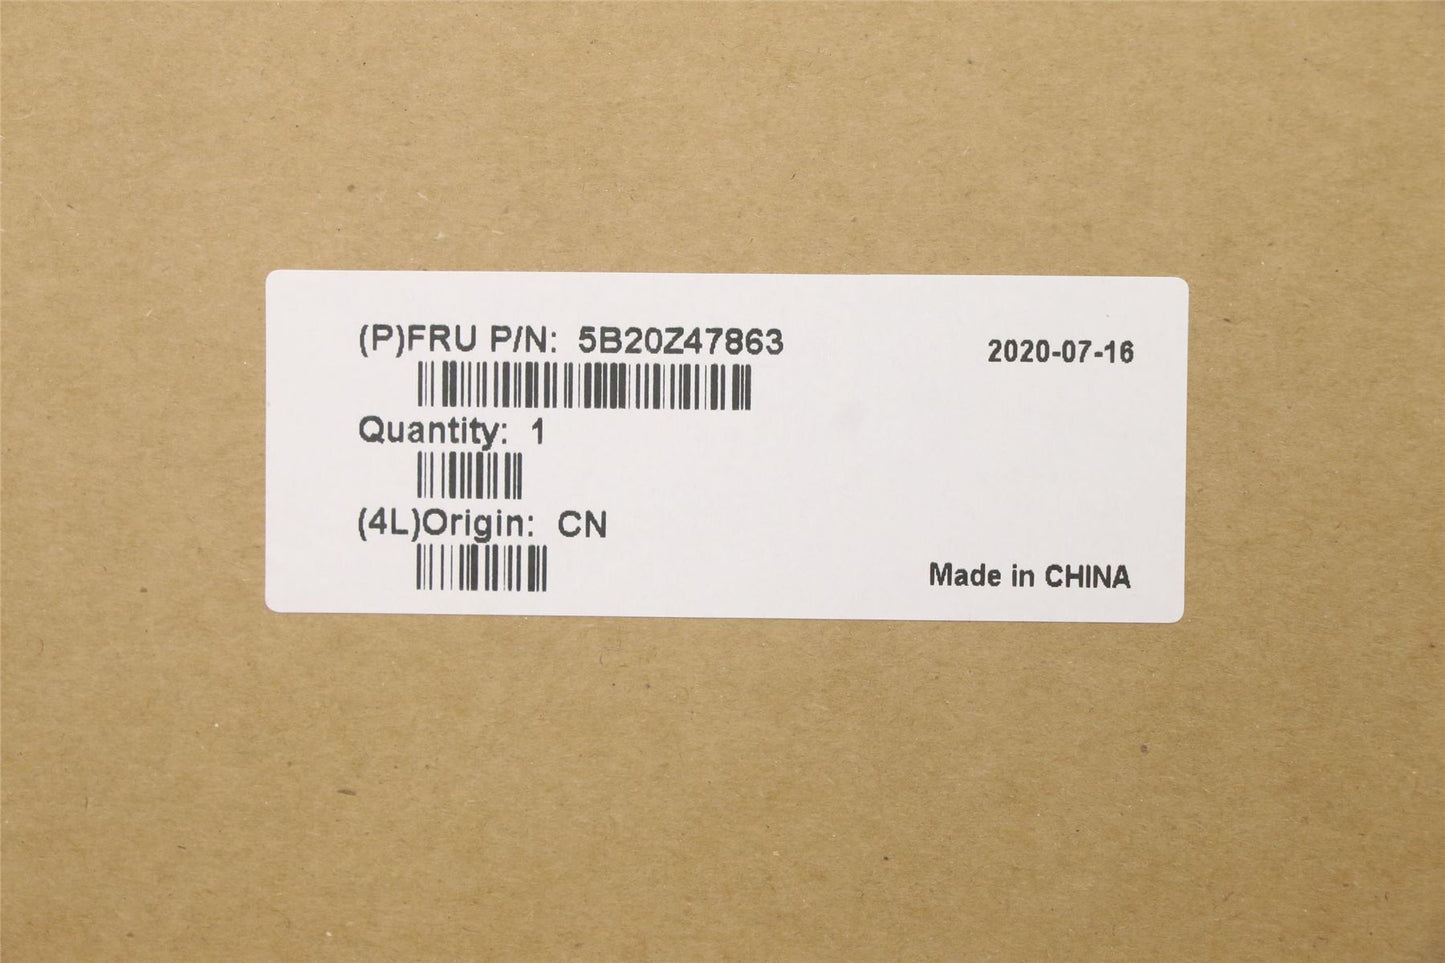 (P)FRU P/N: 5B20Z47863
2020-07-16
Quantity: 1
(4L)Origin: CN
Made in CHINA